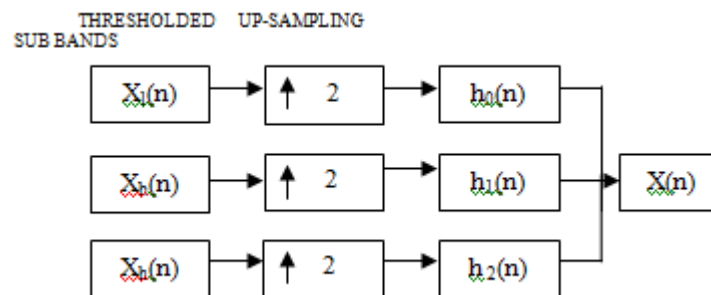 THRESHOLDED UP-SAMPLING
SUB BANDS
Xl(n) ↑ 2 h0(n)
Xh(n) ↑ 2 h1(n) X(n)
Xh(n) ↑ 2 h2(n)